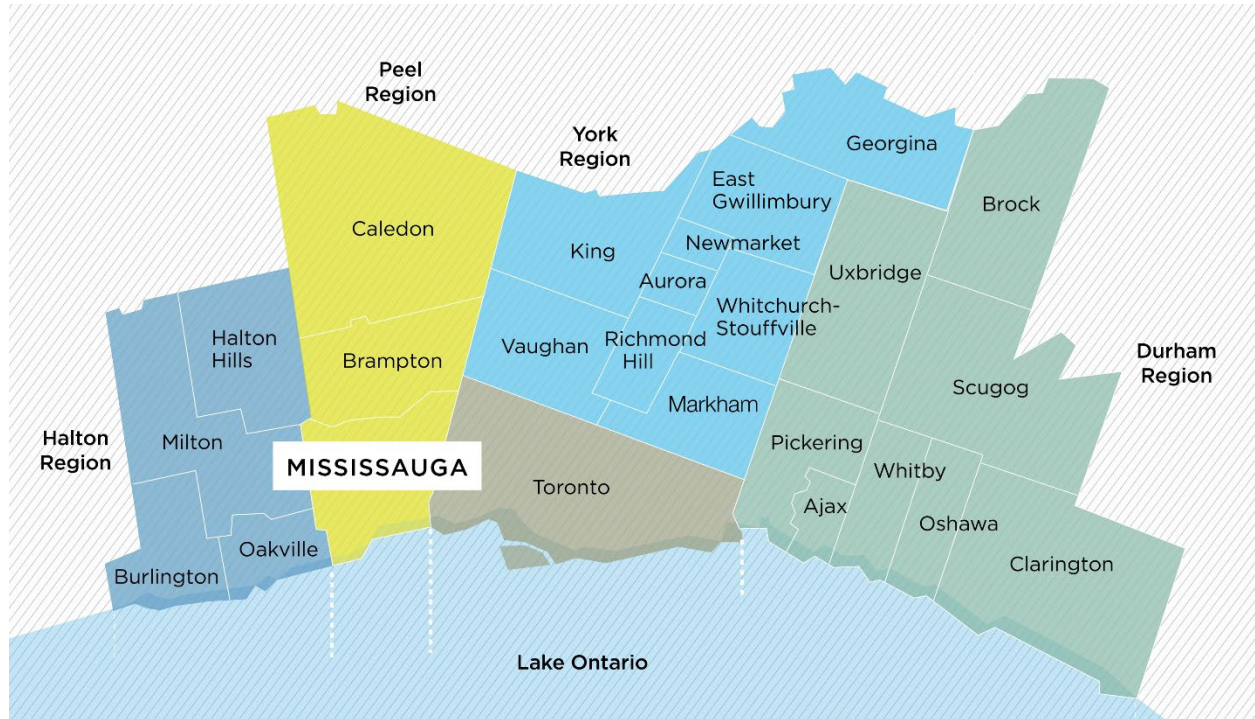 Peel
Region
York
Region
Georgina
East
Gwillimbury
Brock
Caledon
King
Newmarket
Uxbridge
Aurora
Whitchurch-
Stouffville
Halton
Hills
Vaughan
Richmond
Hill
Brampton
Durham
Region
Scugog
Markham
Halton
Region
Milton
MISSISSAUGA
Toronto
Pickering
Whitby
Ajax
Oshawa
Oakville
Burlington
Clarington
Lake Ontario